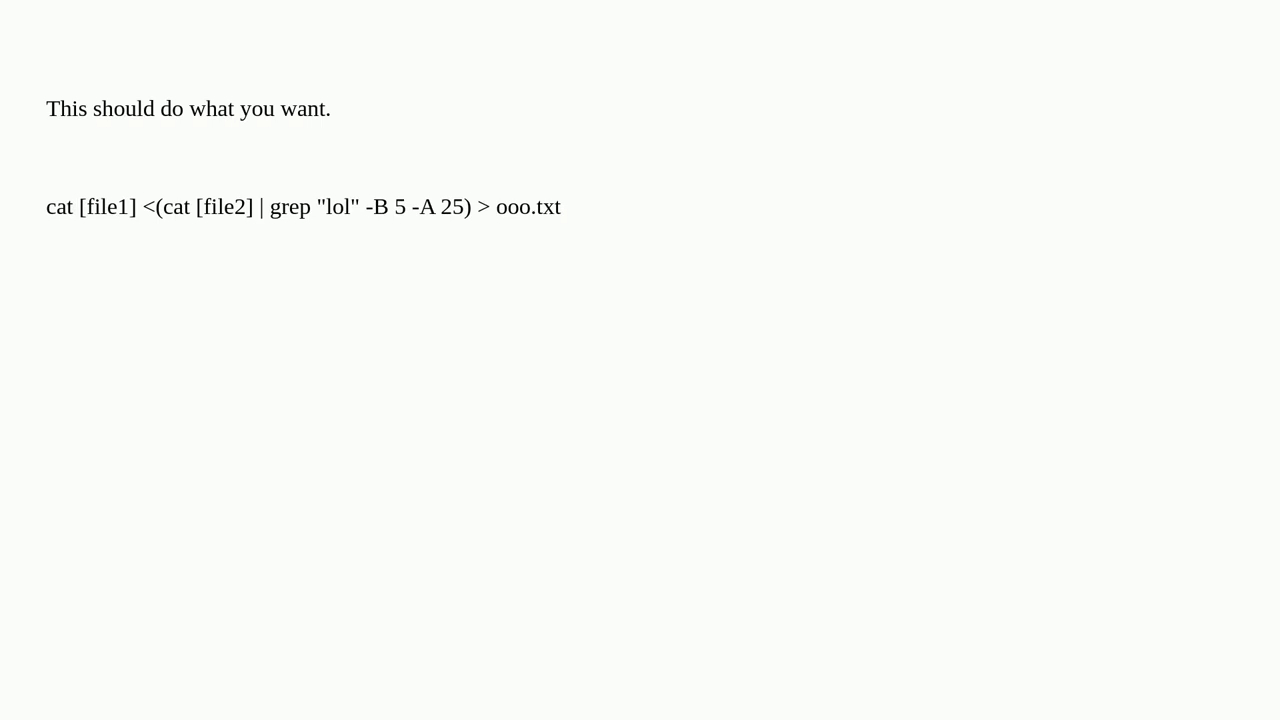 This should do what you want.
cat [file1] <(cat [file2] | grep "lol" -B 5 -A 25) > ooo.txt